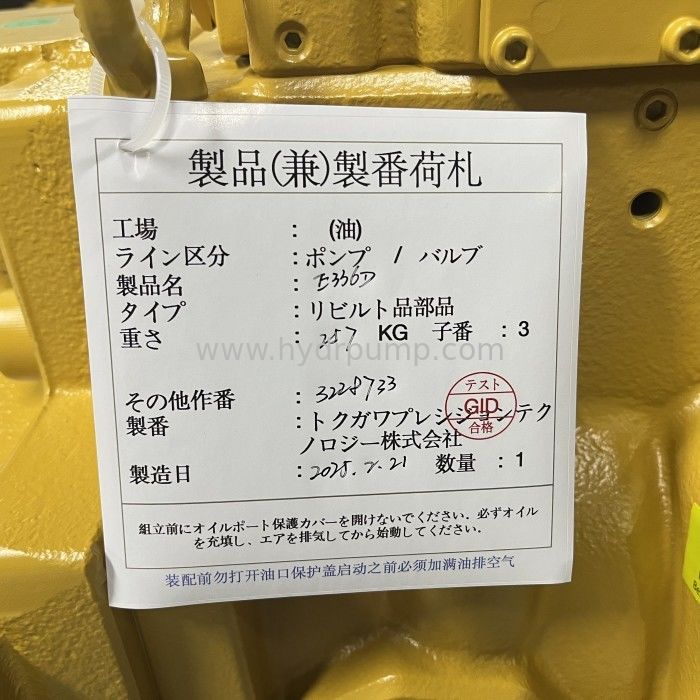 製品(兼)製番荷札
工場 : (油)
ライン区分 : ポンプ / バルブ
製品名 : E336D
タイプ : リビルト品部品
重さ : 257 KG 子番 : 3
www.hydrpump.com
その他作番 : 3228733
製番 : トクガワプレシジョンテク
ノロジー株式会社
テスト
GID
合格
製造日 : 2025.2.21 数量 : 1
組立前にオイルポート保護カバーを開けないでください. 必ずオイル
を充填し、エアを排気してから始動してください.
装配前勿打开油口保护盖启动之前必须加满油排空气